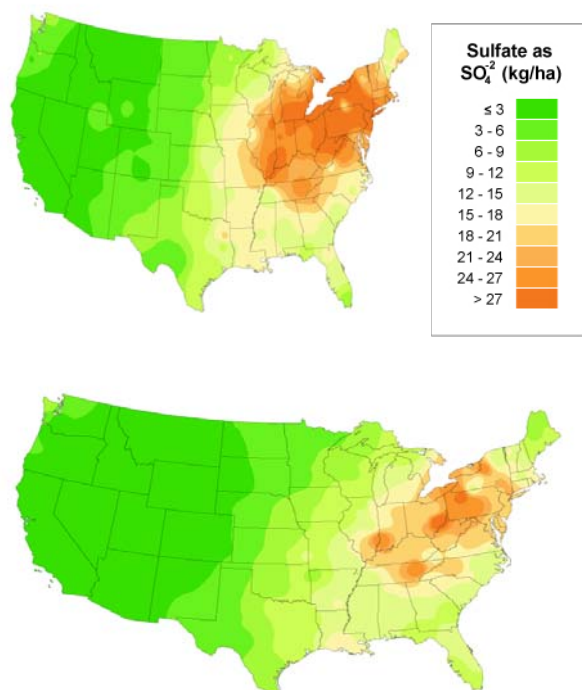 Sulfate as
SO₄⁻² (kg/ha)
≤ 3
3 - 6
6 - 9
9 - 12
12 - 15
15 - 18
18 - 21
21 - 24
24 - 27
> 27